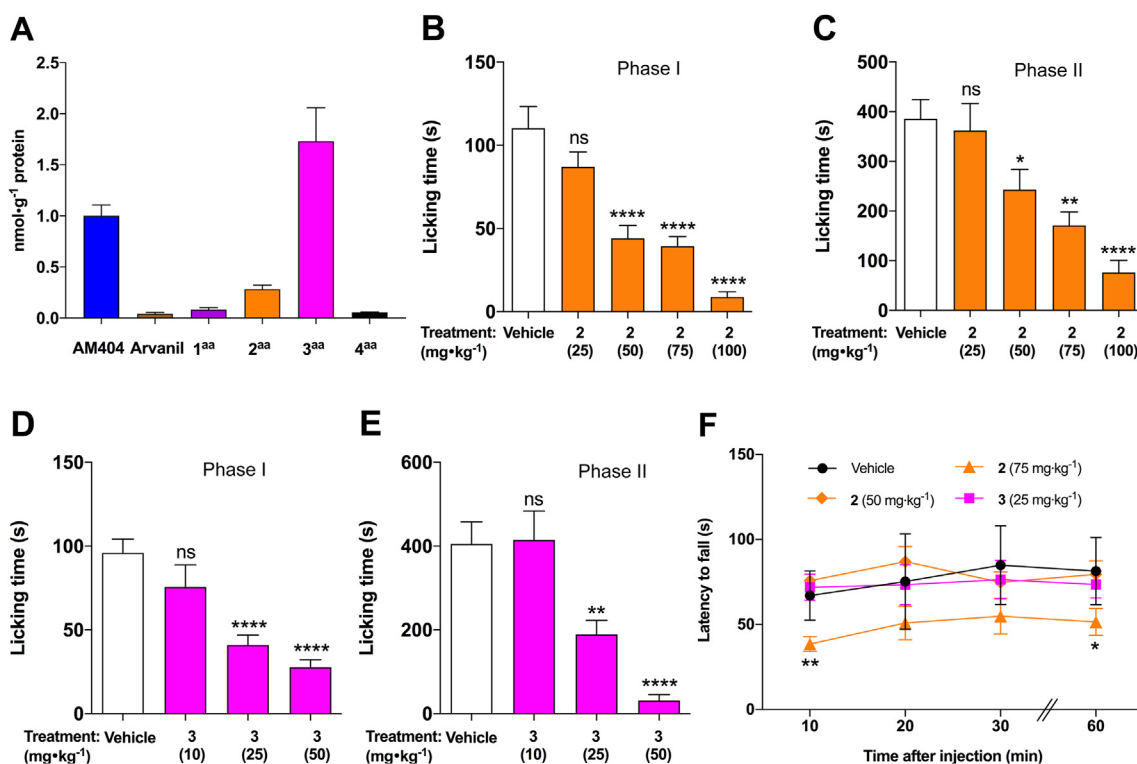 A
nmol•g⁻¹ protein
2.5
2.0
1.5
1.0
0.5
0.0
AM404 Arvanil 1ᵃᵃ 2ᵃᵃ 3ᵃᵃ 4ᵃᵃ
B
Phase I
Licking time (s)
150
100
50
0
ns
****
****
****
Treatment: Vehicle 2 2 2 2
(mg•kg⁻¹) (25) (50) (75) (100)
C
Phase II
Licking time (s)
500
400
300
200
100
0
ns
*
**
****
Treatment: Vehicle 2 2 2 2
(mg•kg⁻¹) (25) (50) (75) (100)
D
Phase I
Licking time (s)
150
100
50
0
ns
****
****
Treatment: Vehicle 3 3 3
(mg•kg⁻¹) (10) (25) (50)
E
Phase II
Licking time (s)
600
400
200
0
ns
**
****
Treatment: Vehicle 3 3 3
(mg•kg⁻¹) (10) (25) (50)
F
Vehicle 2 (75 mg·kg⁻¹)
2 (50 mg·kg⁻¹) 3 (25 mg·kg⁻¹)
Latency to fall (s)
150
100
50
0
**
*
10 20 30 60
Time after injection (min)